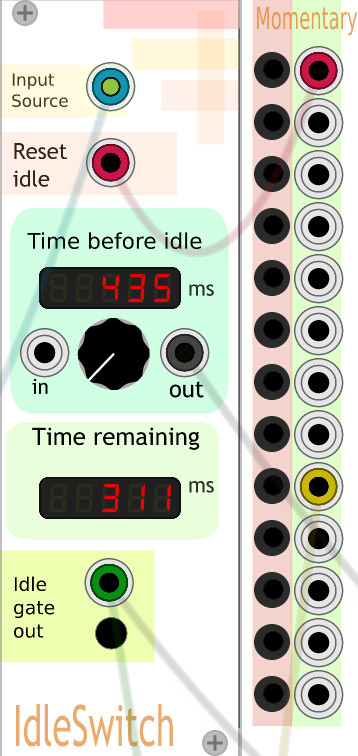 Momentary
Input
Source
Reset
idle
Time before idle
435 ms
in
out
Time remaining
311 ms
Idle
gate
out
IdleSwitch